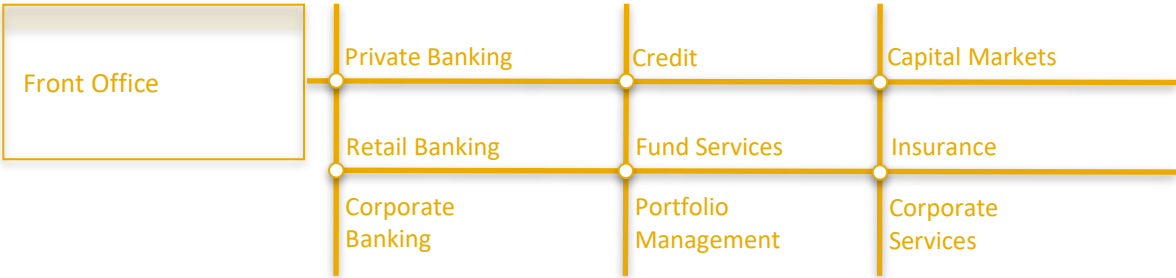 Front Office
Private Banking
Credit
Capital Markets
Retail Banking
Fund Services
Insurance
Corporate
Banking
Portfolio
Management
Corporate
Services